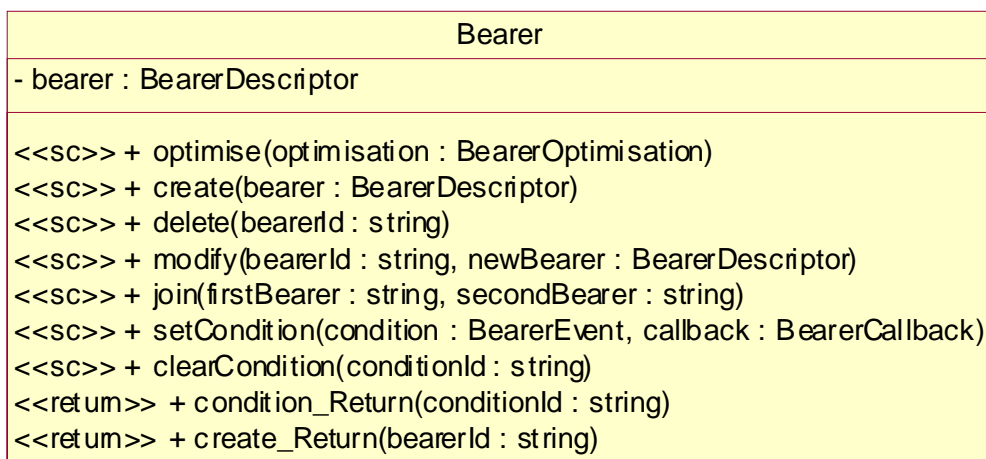 Bearer
- bearer : BearerDescriptor
<<sc>> + optimise(optimisation : BearerOptimisation)
<<sc>> + create(bearer : BearerDescriptor)
<<sc>> + delete(bearerId : string)
<<sc>> + modify(bearerId : string, newBearer : BearerDescriptor)
<<sc>> + join(firstBearer : string, secondBearer : string)
<<sc>> + setCondition(condition : BearerEvent, callback : BearerCallback)
<<sc>> + clearCondition(conditionId : string)
<<return>> + condition_Return(conditionId : string)
<<return>> + create_Return(bearerId : string)